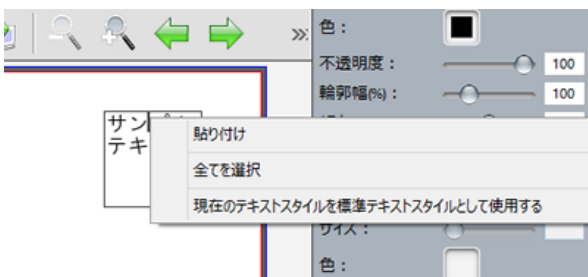 色：
不透明度：
100
輪郭幅(%)：
100
サン
テキ
貼り付け
全てを選択
現在のテキストスタイルを標準テキストスタイルとして使用する
サイズ：
色：